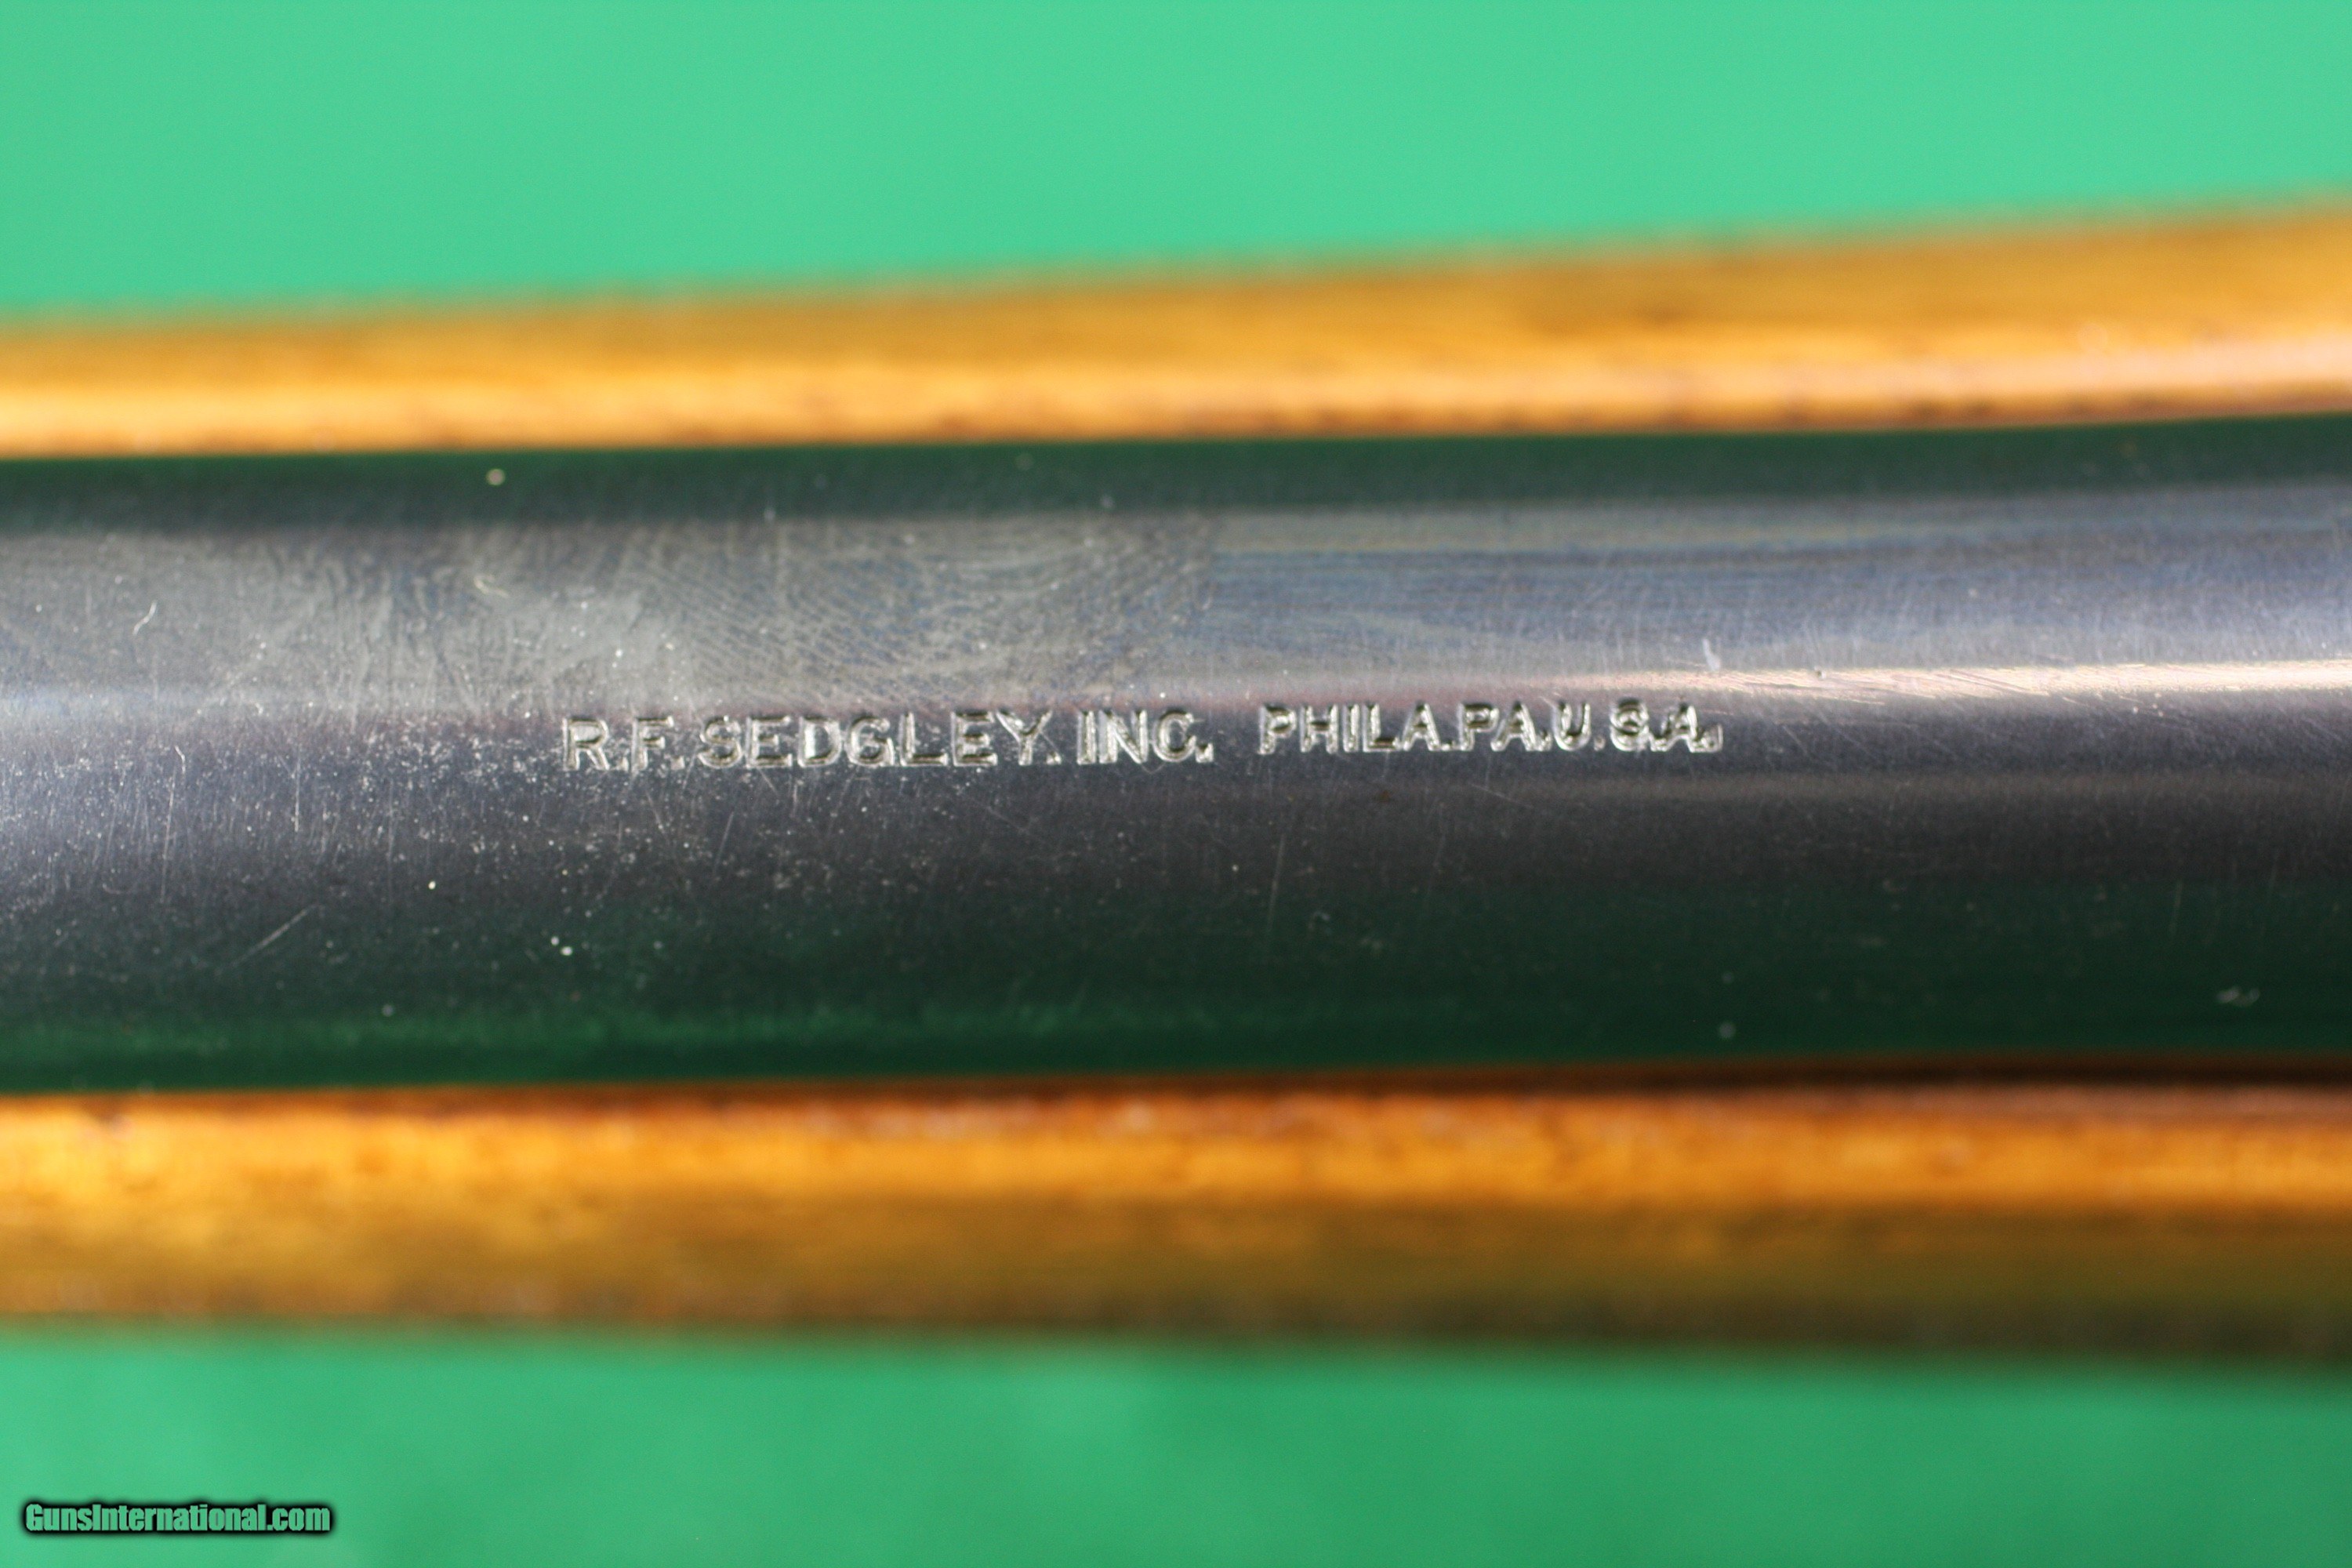 R.F. SEDGLEY. INC. PHILA.PA.U.S.A.
GunsInternational.com